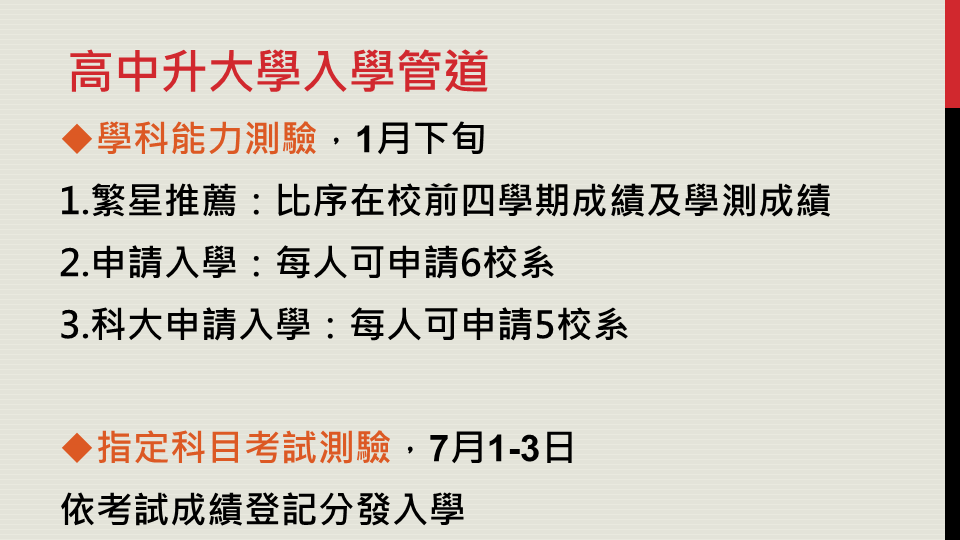 高中升大學入學管道
◆學科能力測驗，1月下旬
1.繁星推薦：比序在校前四學期成績及學測成績
2.申請入學：每人可申請6校系
3.科大申請入學：每人可申請5校系
◆指定科目考試測驗，7月1-3日
依考試成績登記分發入學